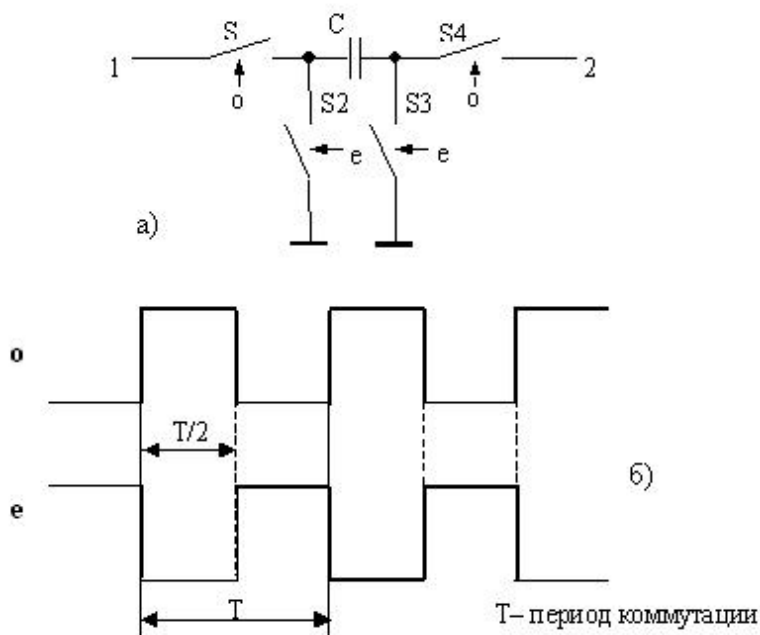 S C S4
1 2
o o
S2 S3
e e
а)
о
T/2
б)
е
T
T– период коммутации